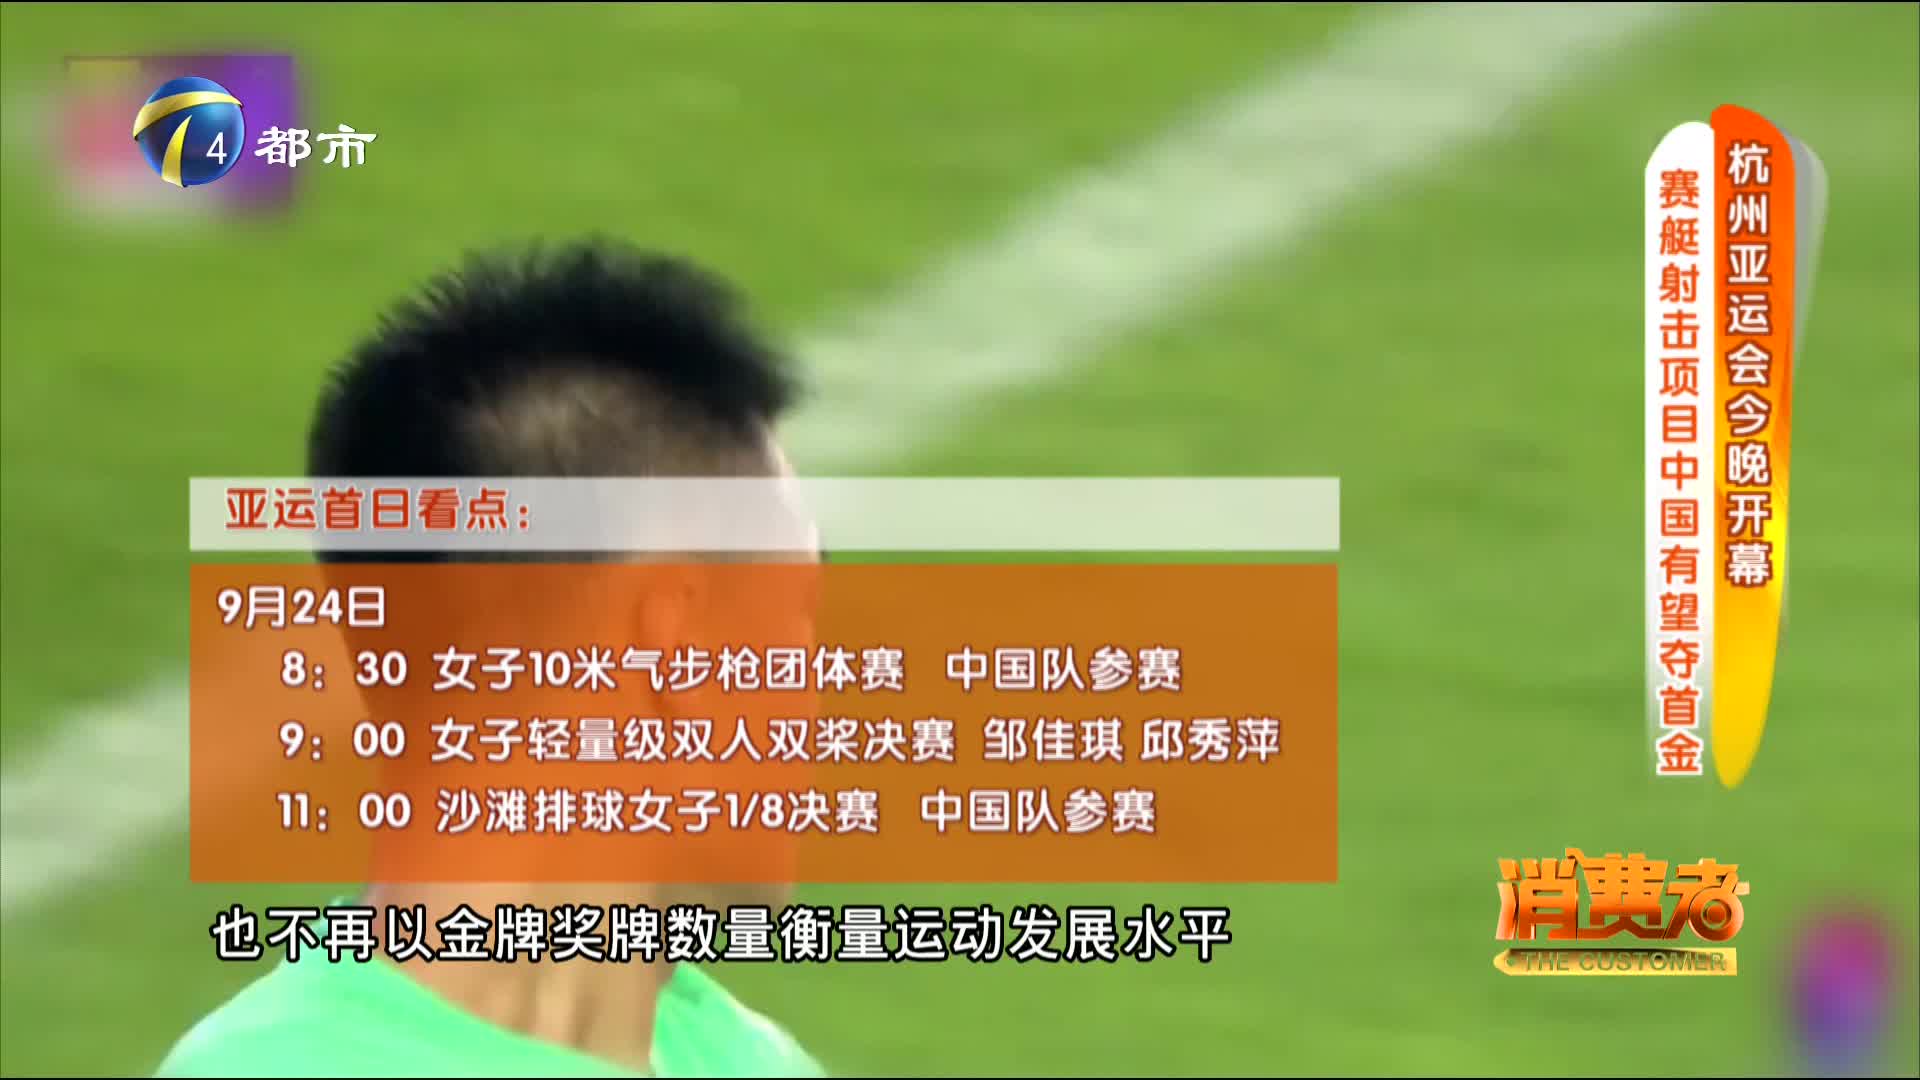 4 都市
杭州亚运会今晚开幕
赛艇射击项目中国有望夺首金
亚运首日看点：
9月24日
8：30 女子10米气步枪团体赛 中国队参赛
9：00 女子轻量级双人双桨决赛 邹佳琪 邱秀萍
11：00 沙滩排球女子1/8决赛 中国队参赛
也不再以金牌奖牌数量衡量运动发展水平
消费者
THE CUSTOMER